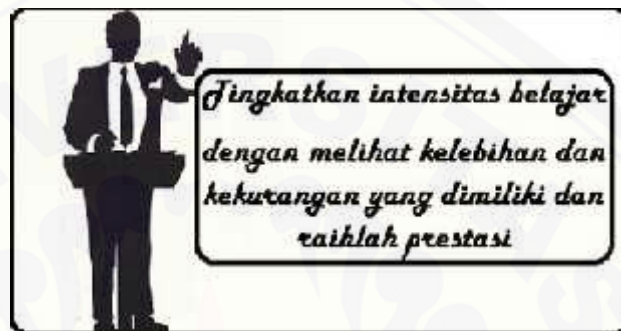 Tingkatkan intensitas belajar
dengan melihat kelebihan dan
kekurangan yang dimiliki dan
raihlah prestasi